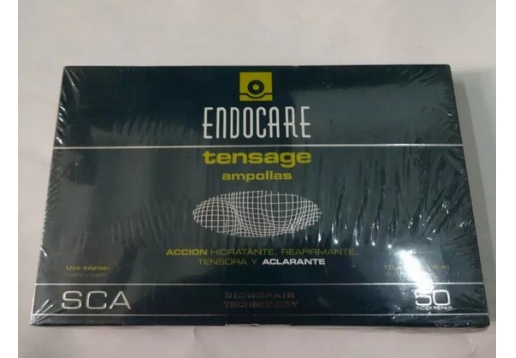 ENDOCARE
tensage
ampollas
ACCION HIDRATANTE, REAFIRMANTE,
TENSORA Y ACLARANTE
SCA
BIOREPAIR
TECHNOLOGY
50